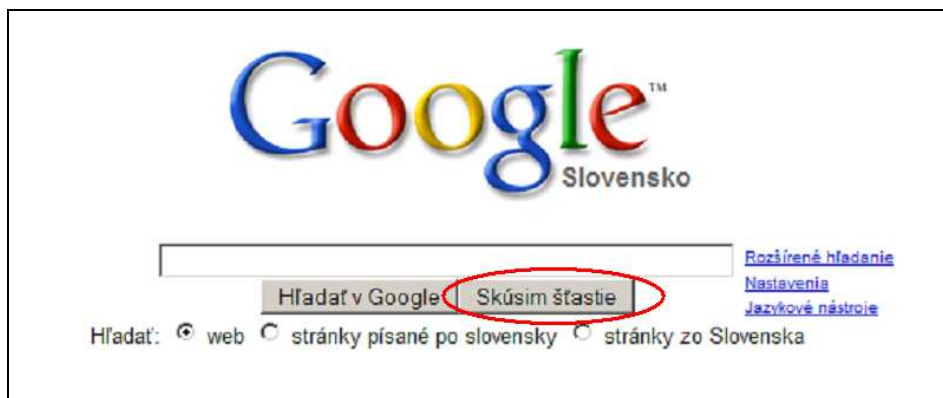 Google™
Slovensko
Rozšírené hľadanie
Hľadať v Google Skúsim šťastie
Nastavenia
Jazykové nástroje
Hľadať: web stránky písané po slovensky stránky zo Slovenska